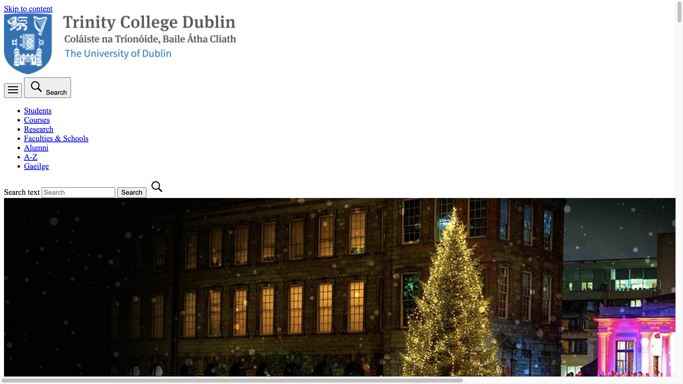 Skip to content
Trinity College Dublin
Coláiste na Tríonóide, Baile Átha Cliath
The University of Dublin
Search
Students
Courses
Research
Faculties & Schools
Alumni
A-Z
Gaeilge
Search text Search Search